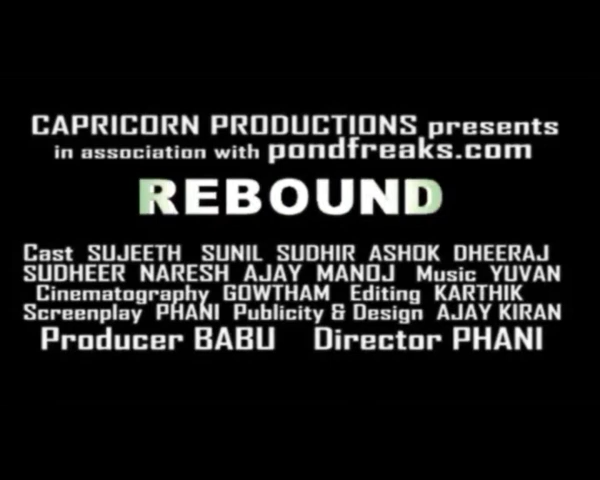 CAPRICORN PRODUCTIONS presents
in association with pondfreaks.com
REBOUND
Cast SUJEETH SUNIL SUDHIR ASHOK DHEERAJ
SUDHEER NARESH AJAY MANOJ Music YUVAN
Cinematography GOWTHAM Editing KARTHIK
Screenplay PHANI Publicity & Design AJAY KIRAN
Producer BABU Director PHANI